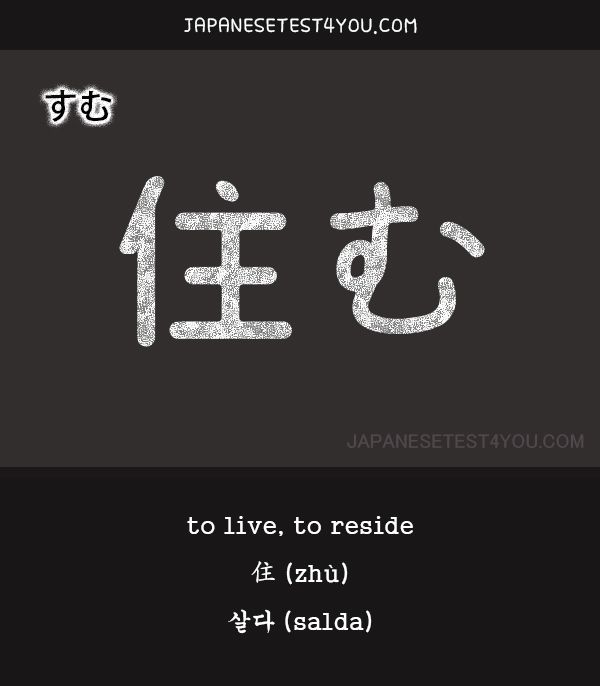 JAPANESETEST4YOU.COM
すむ
住む
JAPANESETEST4YOU.COM
to live, to reside
住 (zhù)
살다 (salda)